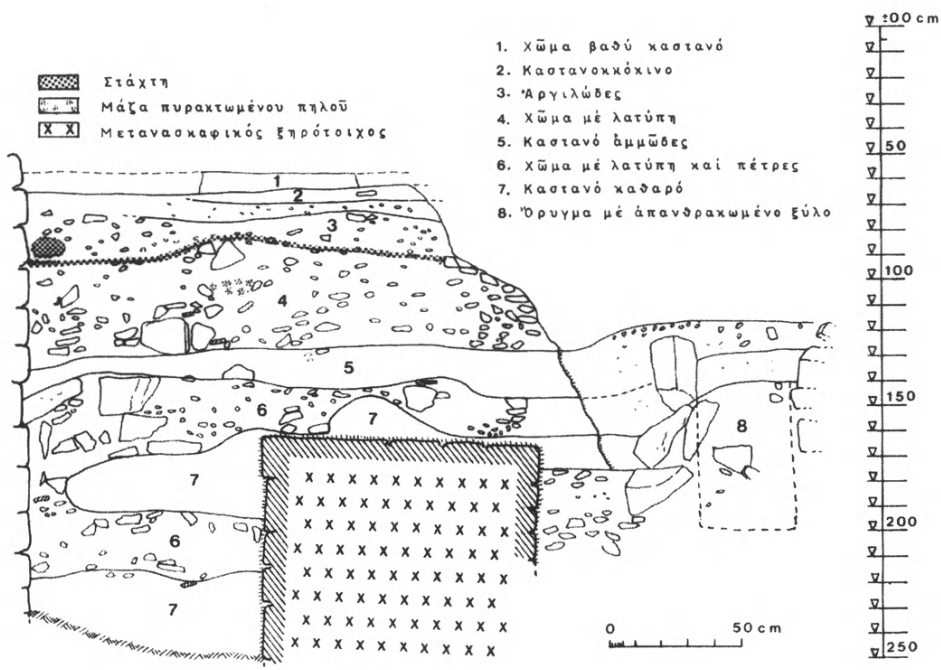 ±00 cm
Στάχτη
Μάζα πυρακτωμένου πηλοῦ
X X Μετανασκαφικός ξηρότοιχος
1. Χῶμα βαθύ καστανό
2. Καστανοκκόκινο
3. Ἀργιλῶδες
4. Χῶμα μέ λατύπη
5. Καστανό ἀμμῶδες
6. Χῶμα μέ λατύπη καί πέτρες
7. Καστανό καθαρό
8. Ὄρυγμα μέ ἀπανθρακωμένο ξύλο
50
1
2
3
100
4
5
150
6
7
8
7
6
200
7
X X X X X X X X X
X X X X X X X X X
X X X X X X X X X
X X X X X X X X X
X X X X X X X X X
X X X X X X X X X
X X X X X X X X X
0 50 cm
250